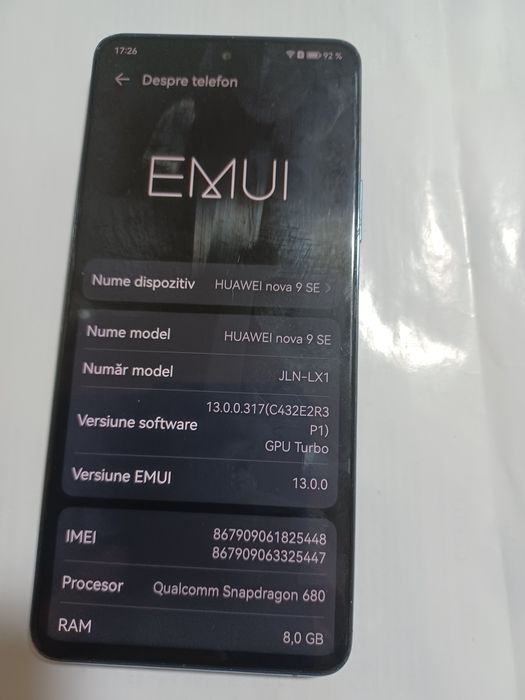 17:26 92 %
← Despre telefon
EMUI
Nume dispozitiv HUAWEI nova 9 SE >
Nume model HUAWEI nova 9 SE
Număr model JLN-LX1
Versiune software 13.0.0.317(C432E2R3
P1)
GPU Turbo
Versiune EMUI 13.0.0
IMEI 867909061825448
867909063325447
Procesor Qualcomm Snapdragon 680
RAM 8,0 GB